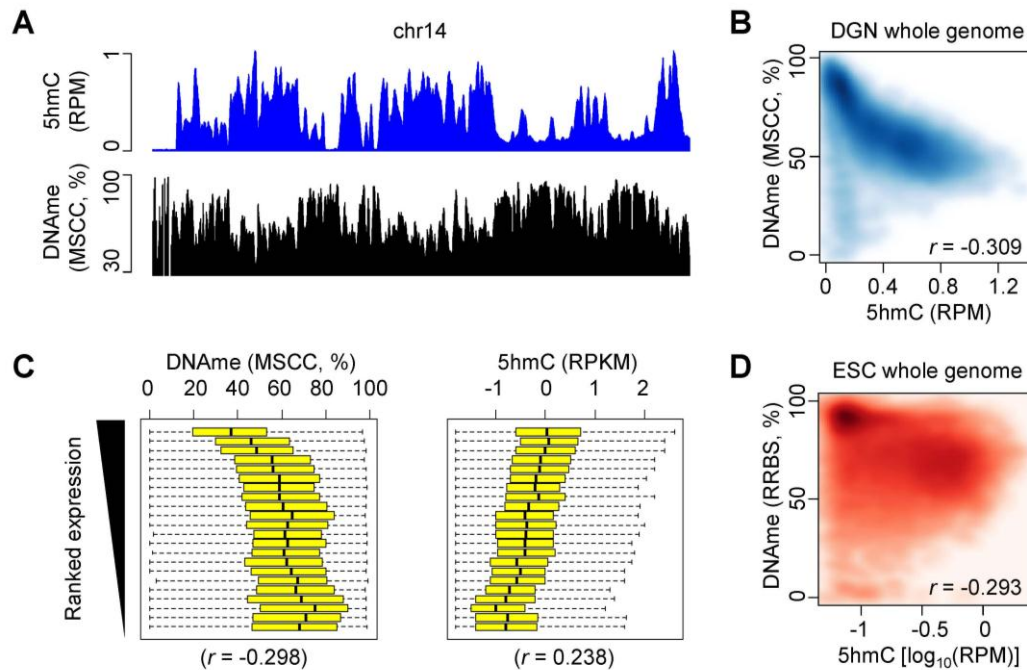 A
chr14
5hmC
(RPM)
1
0
DNAme
(MSCC, %)
100
30
B
DGN whole genome
DNAme (MSCC, %)
100
50
0
r = -0.309
0 0.4 0.8 1.2
5hmC (RPM)
C
DNAme (MSCC, %)
0 20 40 60 80 100
Ranked expression
(r = -0.298)
5hmC (RPKM)
-1 0 1 2
(r = 0.238)
D
ESC whole genome
DNAme (RRBS, %)
100
50
0
r = -0.293
-1 -0.5 0
5hmC [log₁₀(RPM)]